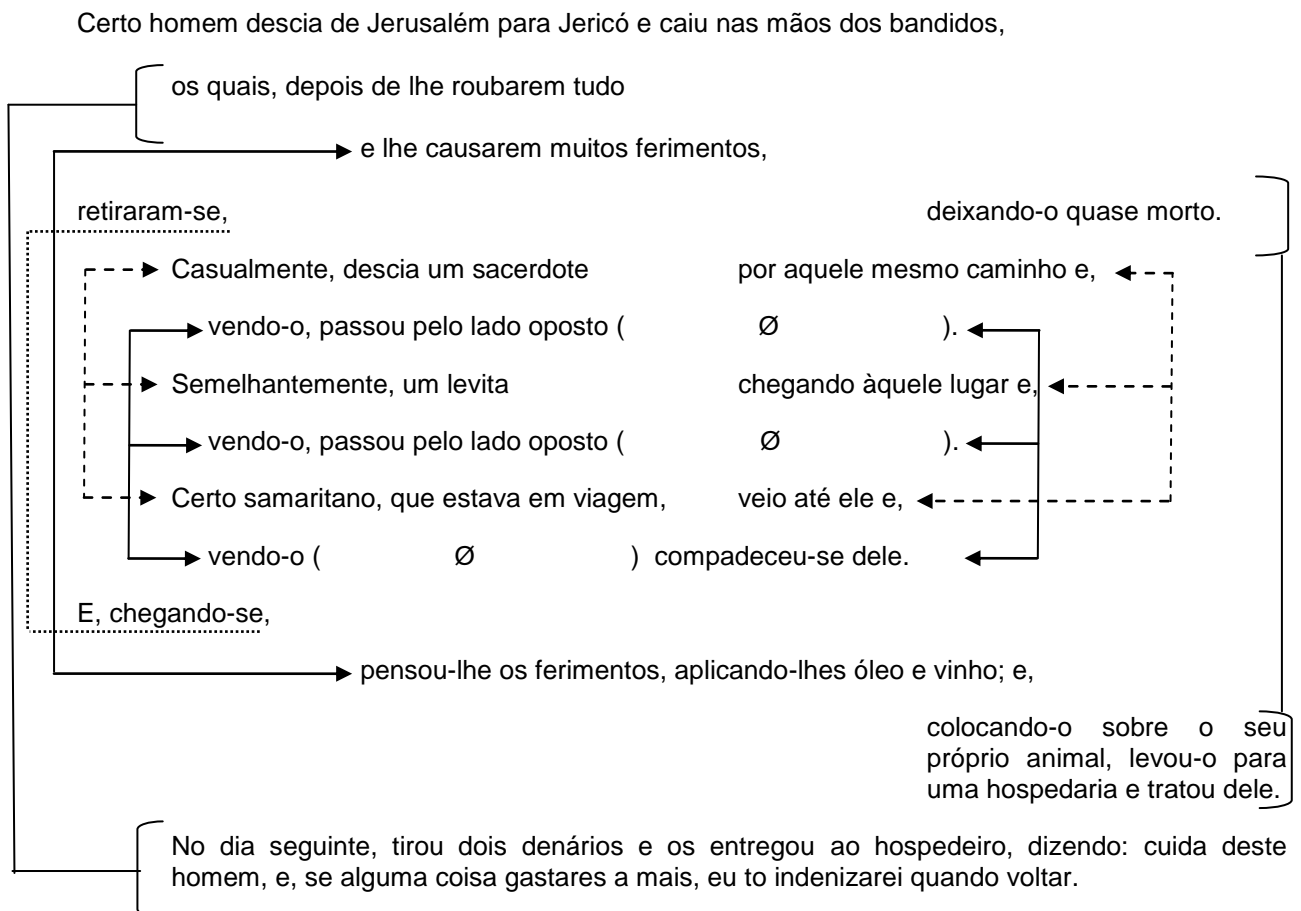 Certo homem descia de Jerusalém para Jericó e caiu nas mãos dos bandidos,
os quais, depois de lhe roubarem tudo
e lhe causarem muitos ferimentos,
retiraram-se, deixando-o quase morto.
Casualmente, descia um sacerdote por aquele mesmo caminho e,
vendo-o, passou pelo lado oposto ( Ø ).
Semelhantemente, um levita chegando àquele lugar e,
vendo-o, passou pelo lado oposto ( Ø ).
Certo samaritano, que estava em viagem, veio até ele e,
vendo-o ( Ø ) compadeceu-se dele.
E, chegando-se,
pensou-lhe os ferimentos, aplicando-lhes óleo e vinho; e,
colocando-o sobre o seu
próprio animal, levou-o para
uma hospedaria e tratou dele.
No dia seguinte, tirou dois denários e os entregou ao hospedeiro, dizendo: cuida deste
homem, e, se alguma coisa gastares a mais, eu to indenizarei quando voltar.